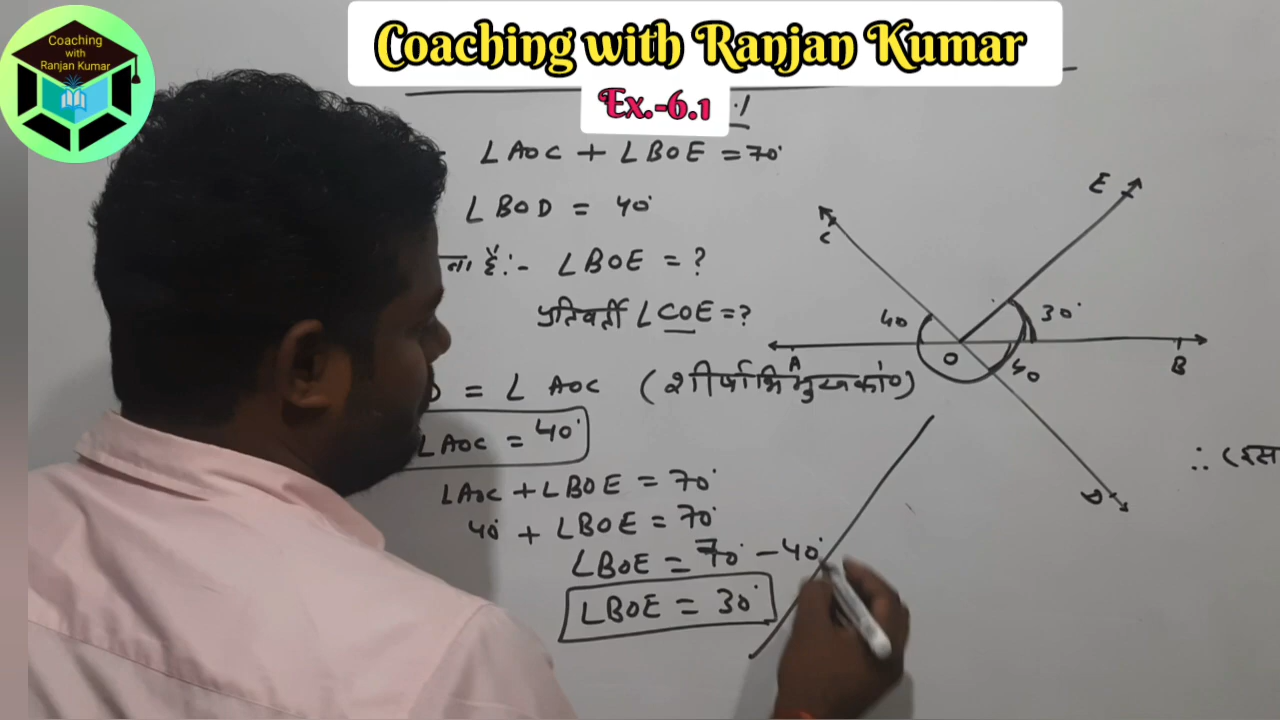 Coaching
with
Ranjan Kumar
Coaching with Ranjan Kumar
Ex.-6.1
∠AOC + ∠BOE = 70°
∠BOD = 40°
है:- ∠BOE = ?
प्रतिवर्ती ∠COE = ?
= ∠AOC (शीर्षाभिमुख कोण)
∠AOC = 40°
∠AOC + ∠BOE = 70°
40° + ∠BOE = 70°
∠BOE = 70° - 40°
∠BOE = 30°
E
C
40
30°
O
A
B
40
D
∴ (इस